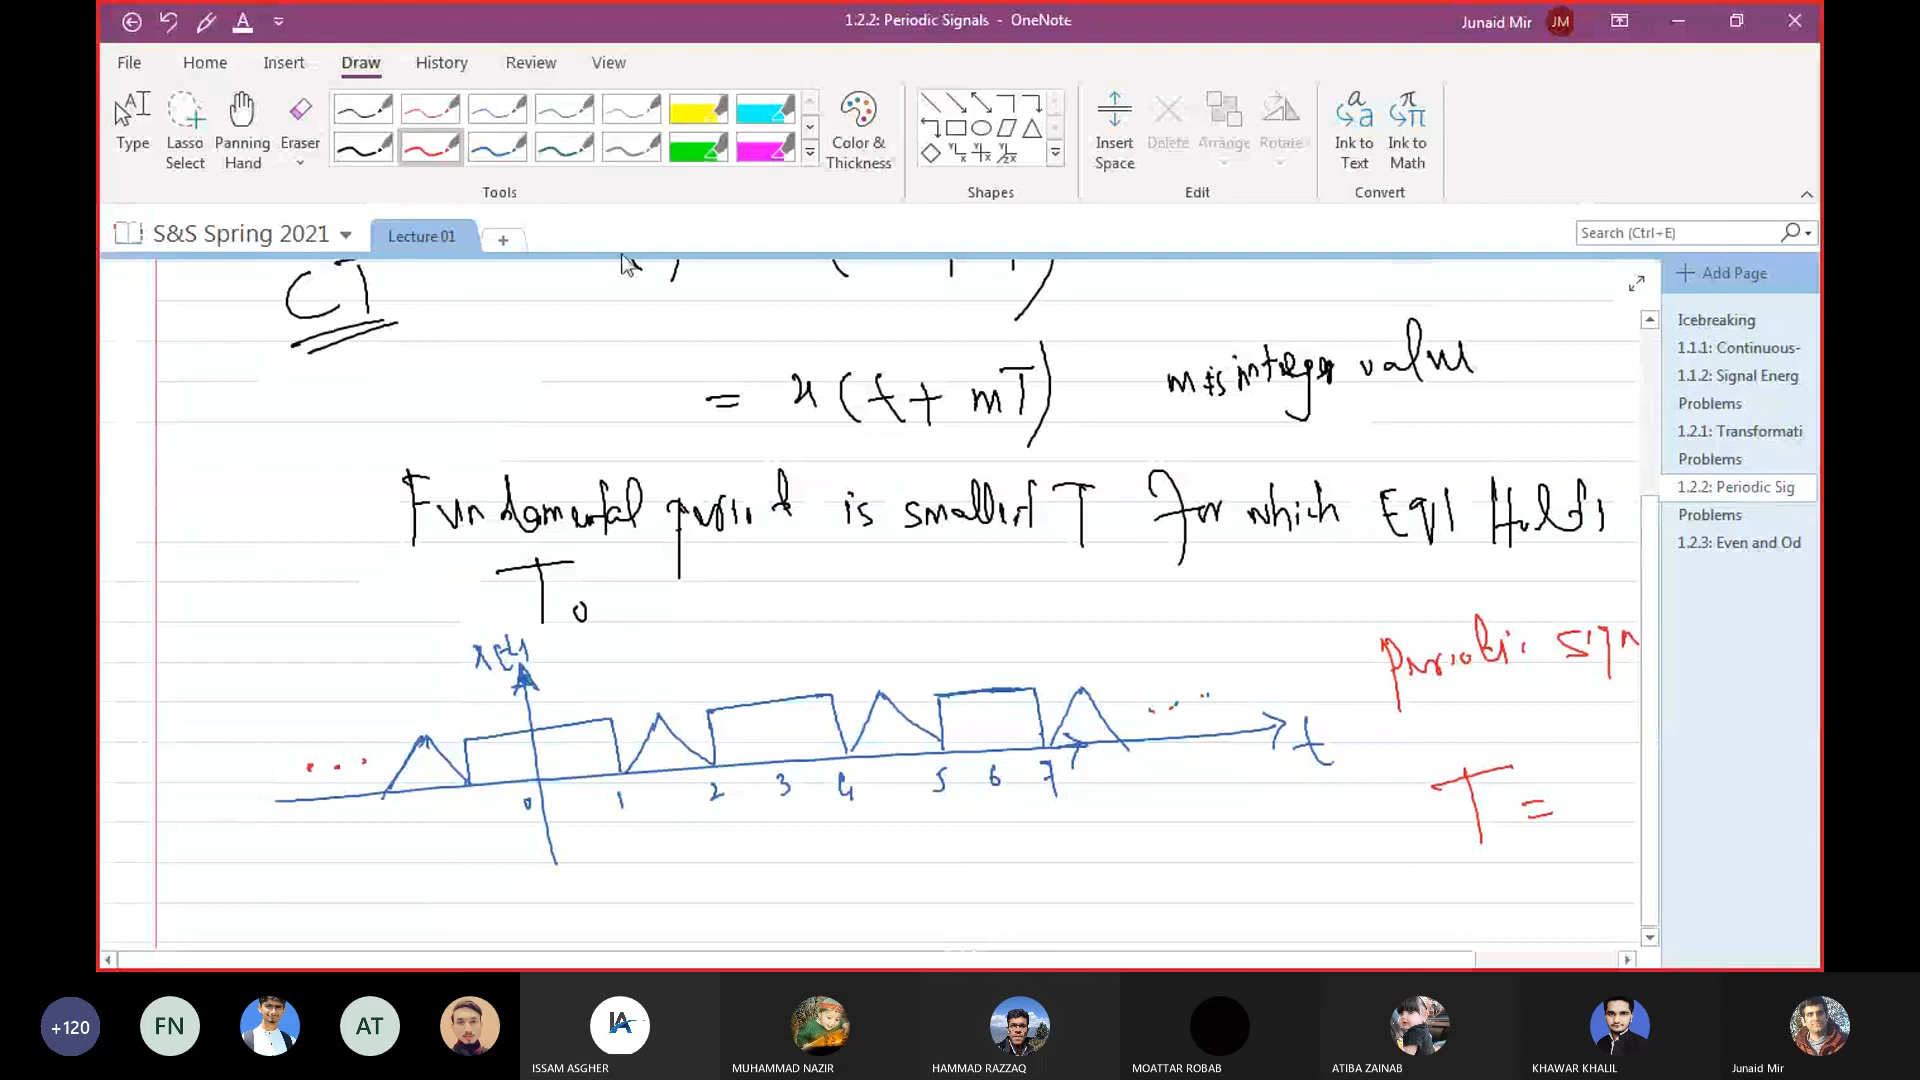 1.2.2: Periodic Signals - OneNote
Junaid Mir JM
File Home Insert Draw History Review View
Type
Lasso Select
Panning Hand
Eraser
Color & Thickness
Insert Space
Delete
Arrange
Rotate
Ink to Text
Ink to Math
Tools
Shapes
Edit
Convert
S&S Spring 2021
Lecture 01
Search (Ctrl+E)
Add Page
Icebreaking
1.1.1: Continuous-
1.1.2: Signal Energ
Problems
1.2.1: Transformati
Problems
1.2.2: Periodic Sig
Problems
1.2.3: Even and Od
CT
= x(t + mT) m is integer value
Fundamental period is smallest T for which Eq1 Holds
T0
x(t)
Periodic sign
t
0 1 2 3 4 5 6 7
T =
+120 FN AT
ISSAM ASGHER
MUHAMMAD NAZIR
HAMMAD RAZZAQ
MOATTAR ROBAB
ATIBA ZAINAB
KHAWAR KHALIL
Junaid Mir